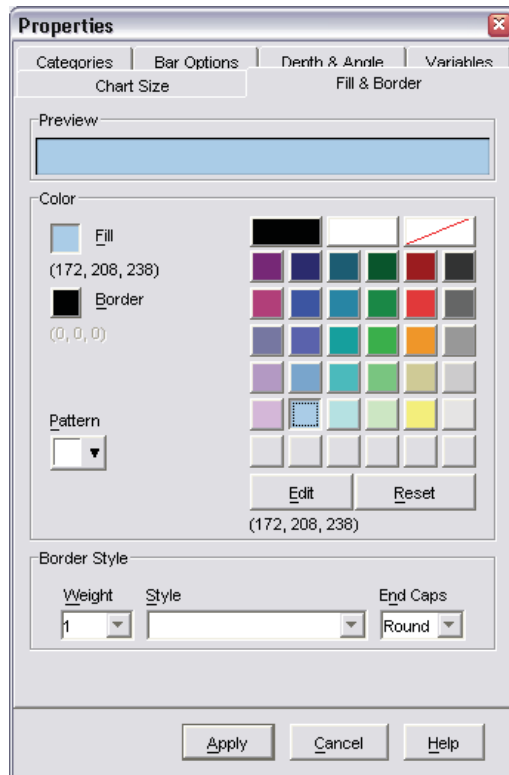 Properties
Categories Bar Options Depth & Angle Variables
Chart Size Fill & Border
Preview
Color
Fill
(172, 208, 238)
Border
(0, 0, 0)
Pattern
Edit Reset
(172, 208, 238)
Border Style
Weight Style End Caps
1 Round
Apply Cancel Help